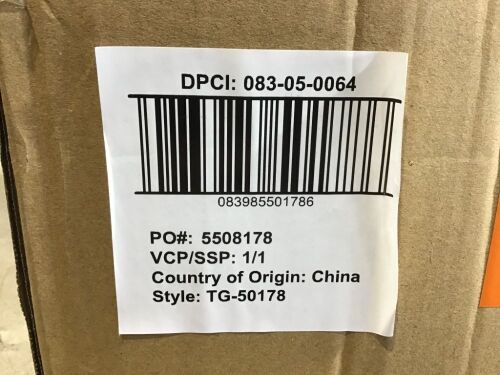 DPCI: 083-05-0064
083985501786
PO#: 5508178
VCP/SSP: 1/1
Country of Origin: China
Style: TG-50178